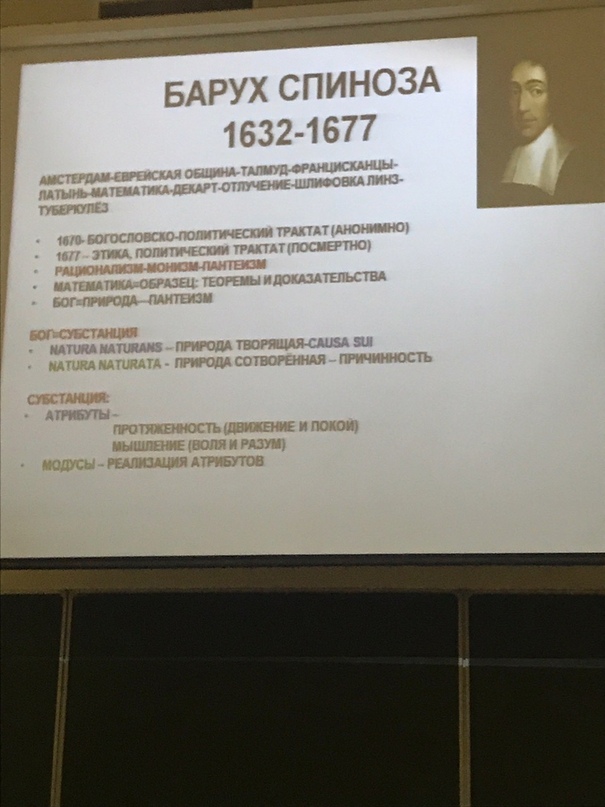 БАРУХ СПИНОЗА
1632-1677
АМСТЕРДАМ-ЕВРЕЙСКАЯ ОБЩИНА-ТАЛМУД-ФРАНЦИСКАНЦЫ-
ЛАТЫНЬ-МАТЕМАТИКА-ДЕКАРТ-ОТЛУЧЕНИЕ-ШЛИФОВКА ЛИНЗ-
ТУБЕРКУЛЁЗ
• 1670- БОГОСЛОВСКО-ПОЛИТИЧЕСКИЙ ТРАКТАТ (АНОНИМНО)
• 1677 – ЭТИКА, ПОЛИТИЧЕСКИЙ ТРАКТАТ (ПОСМЕРТНО)
• РАЦИОНАЛИЗМ-МОНИЗМ-ПАНТЕИЗМ
• МАТЕМАТИКА=ОБРАЗЕЦ: ТЕОРЕМЫ И ДОКАЗАТЕЛЬСТВА
• БОГ=ПРИРОДА—ПАНТЕИЗМ
БОГ=СУБСТАНЦИЯ
• NATURA NATURANS – ПРИРОДА ТВОРЯЩАЯ-CAUSA SUI
• NATURA NATURATA - ПРИРОДА СОТВОРЁННАЯ – ПРИЧИННОСТЬ
СУБСТАНЦИЯ:
• АТРИБУТЫ –
ПРОТЯЖЕННОСТЬ (ДВИЖЕНИЕ И ПОКОЙ)
МЫШЛЕНИЕ (ВОЛЯ И РАЗУМ)
• МОДУСЫ – РЕАЛИЗАЦИЯ АТРИБУТОВ